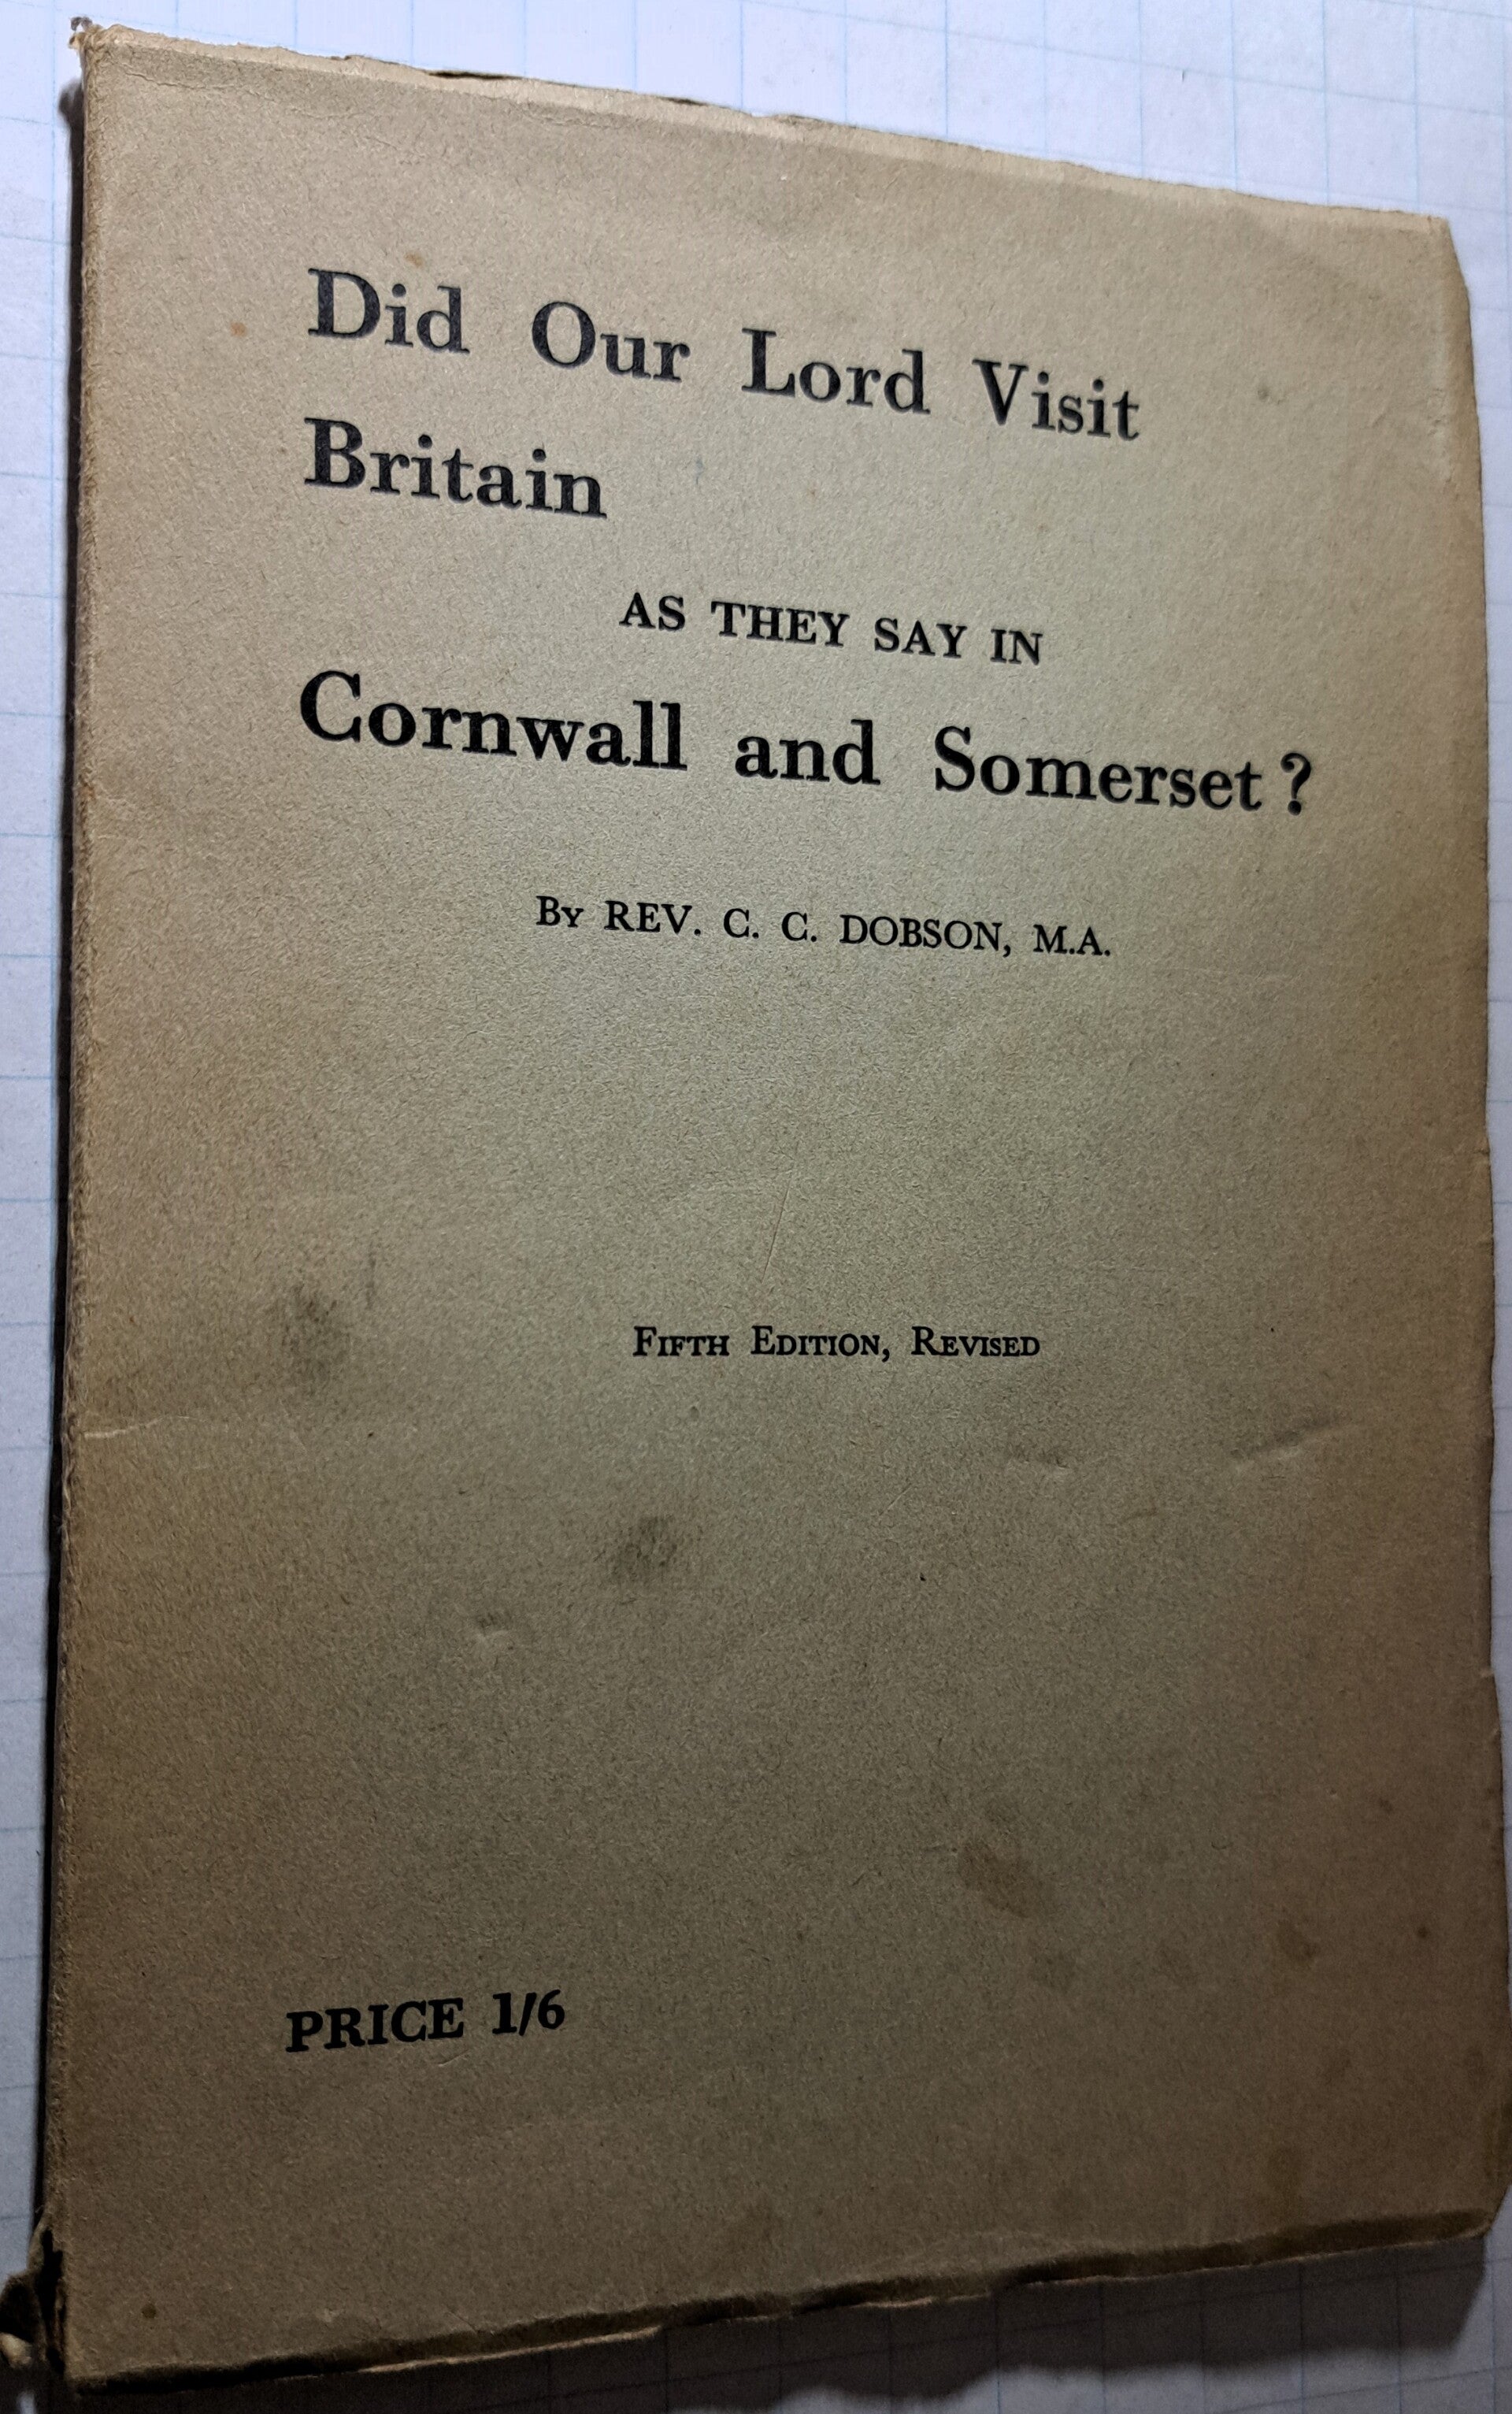 Did Our Lord Visit
Britain
AS THEY SAY IN
Cornwall and Somerset?
By REV. C. C. DOBSON, M.A.
Fifth Edition, Revised
PRICE 1/6